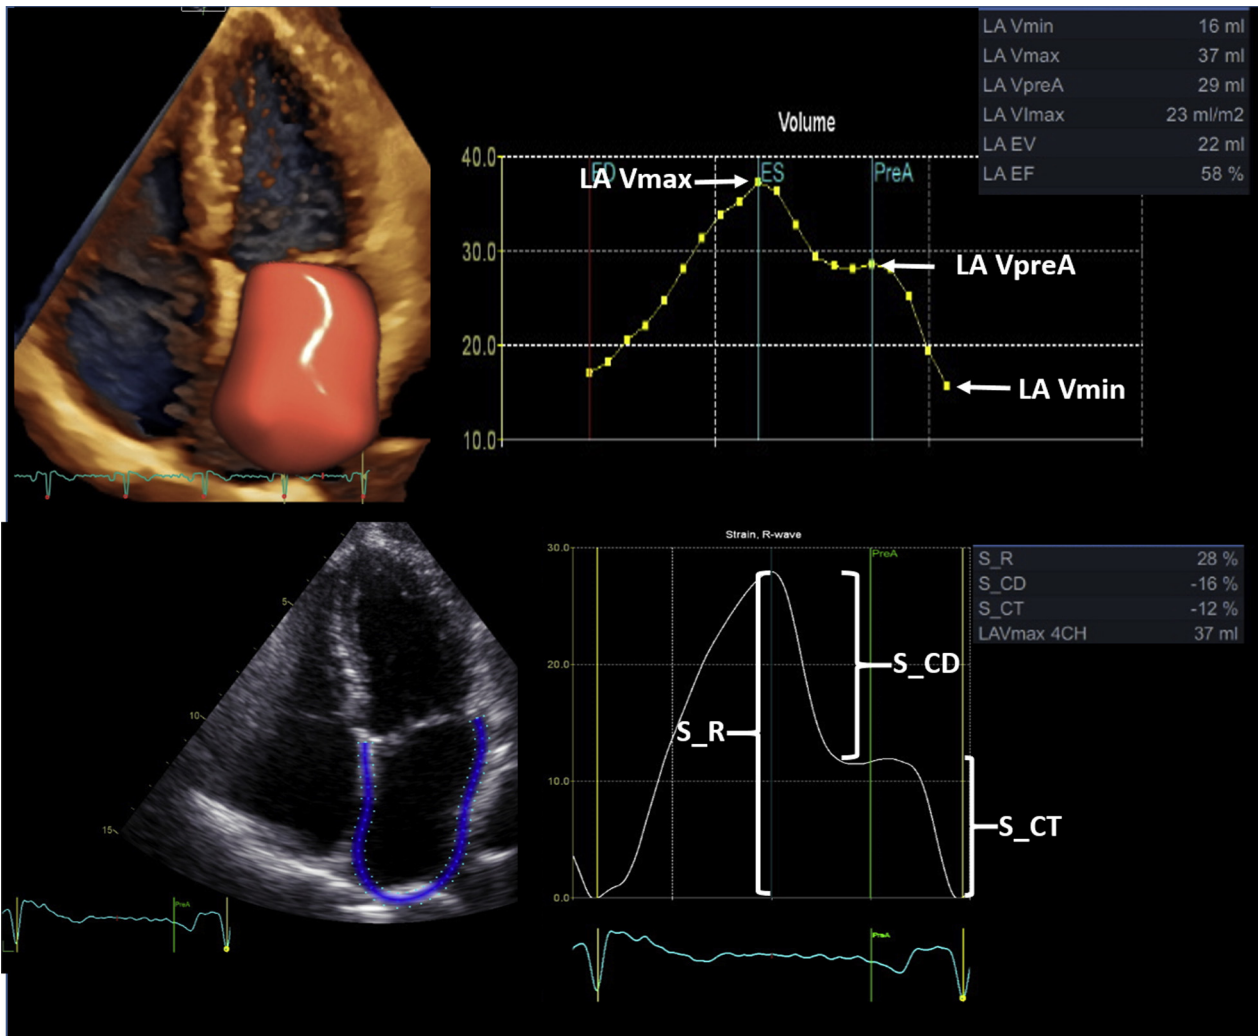 LA Vmin 16 ml
LA Vmax 37 ml
LA VpreA 29 ml
LA VImax 23 ml/m2
LA EV 22 ml
LA EF 58 %
Volume
40.0
30.0
20.0
10.0
ED
ES
PreA
LA Vmax
LA VpreA
LA Vmin
5
10
15
PreA
Strain, R-wave
30.0
20.0
10.0
0.0
PreA
S_R
S_CD
S_CT
PreA
S_R 28 %
S_CD -16 %
S_CT -12 %
LAVmax 4CH 37 ml